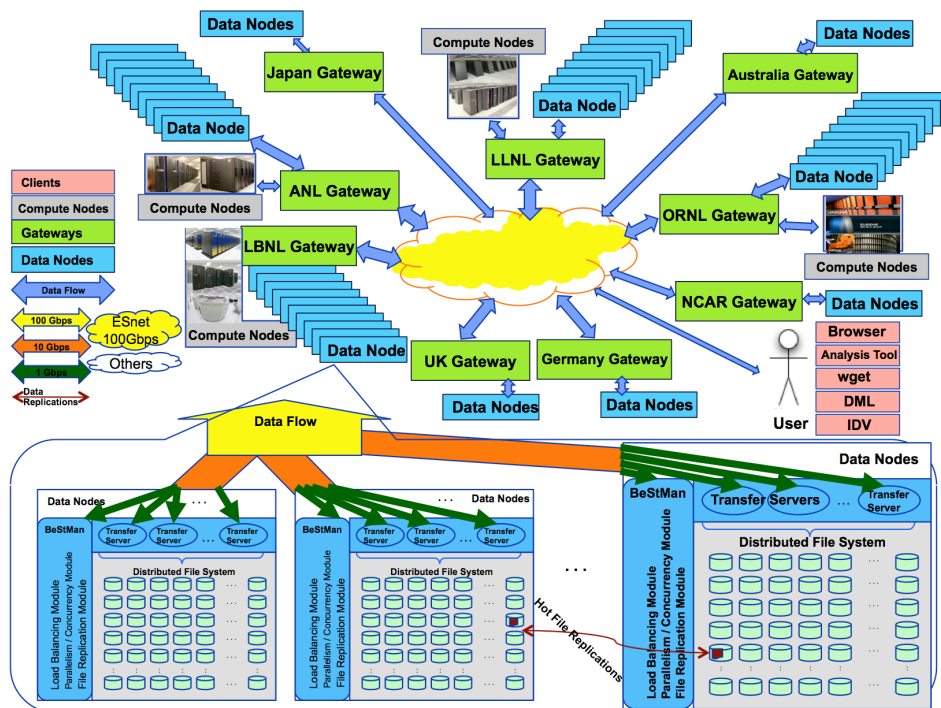 Data Nodes
Japan Gateway
Compute Nodes
Data Node
LLNL Gateway
Data Nodes
Australia Gateway
Data Node
ANL Gateway
Compute Nodes
Data Node
ORNL Gateway
Compute Nodes
LBNL Gateway
Compute Nodes
Data Node
NCAR Gateway
Data Nodes
UK Gateway
Data Nodes
Germany Gateway
Data Nodes
Clients
Compute Nodes
Gateways
Data Nodes
Data Flow
100 Gbps
ESnet
100Gbps
10 Gbps
Others
1 Gbps
Data
Replications
User
Browser
Analysis Tool
wget
DML
IDV
Data Flow
Data Nodes
...
BeStMan
Transfer
Server
Transfer
Server
...
Transfer
Server
Load Balancing Module
Parallelism / Concurrency Module
File Replication Module
Distributed File System
...
...
...
...
...
: : : : : :
...
... Data Nodes
BeStMan
Transfer
Server
Transfer
Server
...
Transfer
Server
Load Balancing Module
Parallelism / Concurrency Module
File Replication Module
Distributed File System
...
...
...
...
...
: : : : : :
...
...
Hot File Replications
Data Nodes
BeStMan
Transfer Servers
...
Transfer
Server
Load Balancing Module
Parallelism / Concurrency Module
File Replication Module
Distributed File System
...
...
...
...
...
: : : : : :
...